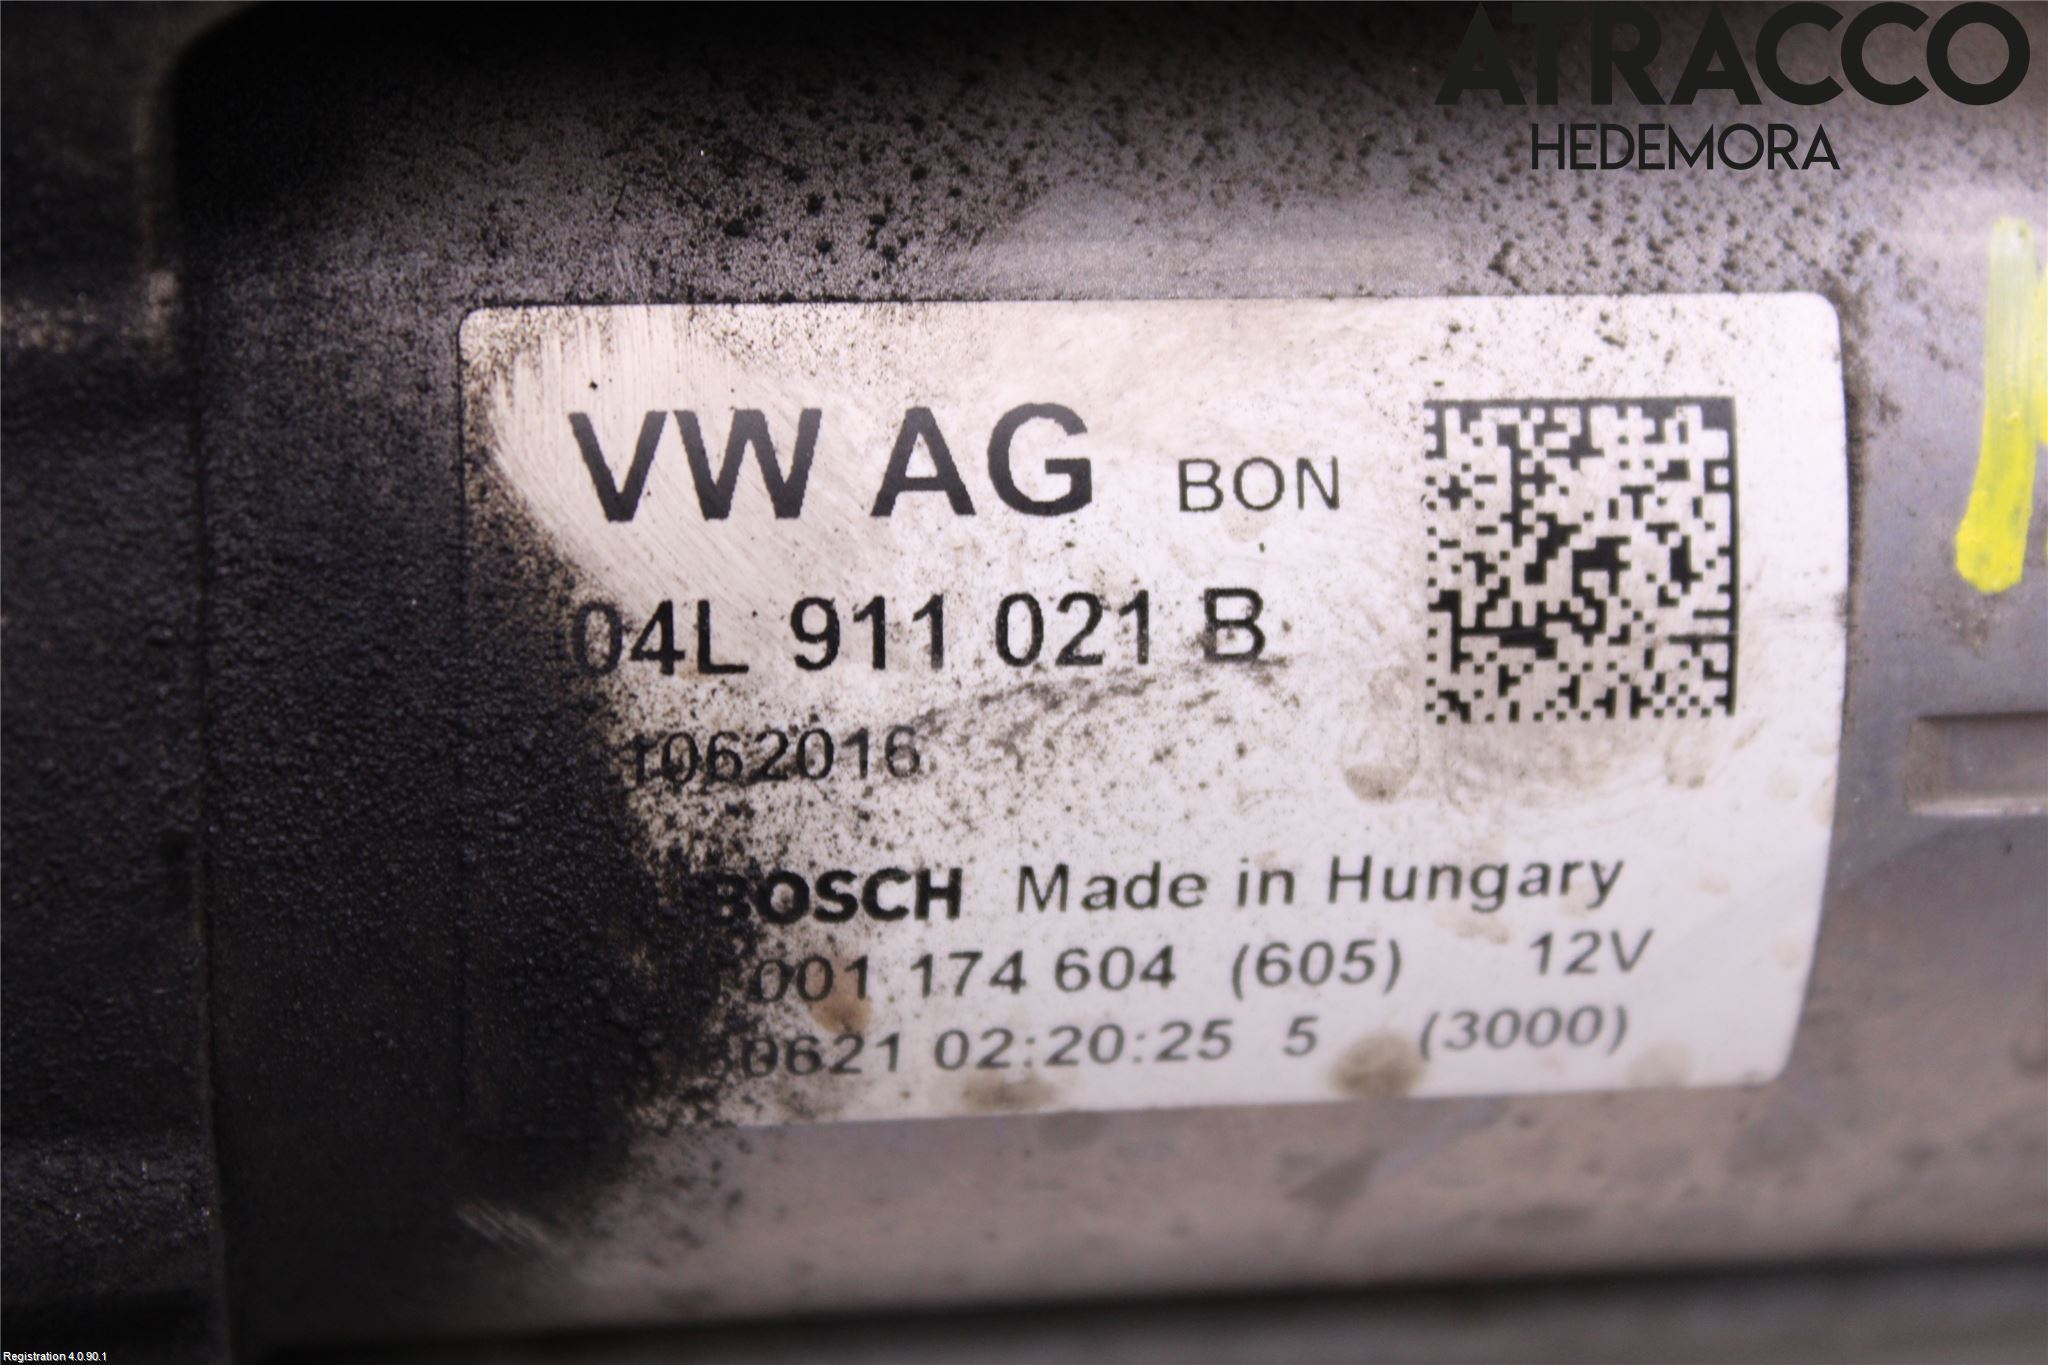 ATRACCO
HEDEMORA
VW AG BON
04L 911 021 B
1062016
BOSCH Made in Hungary
001 174 604 (605) 12V
0621 02:20:25 5 (3000)
Registration 4.0.90.1